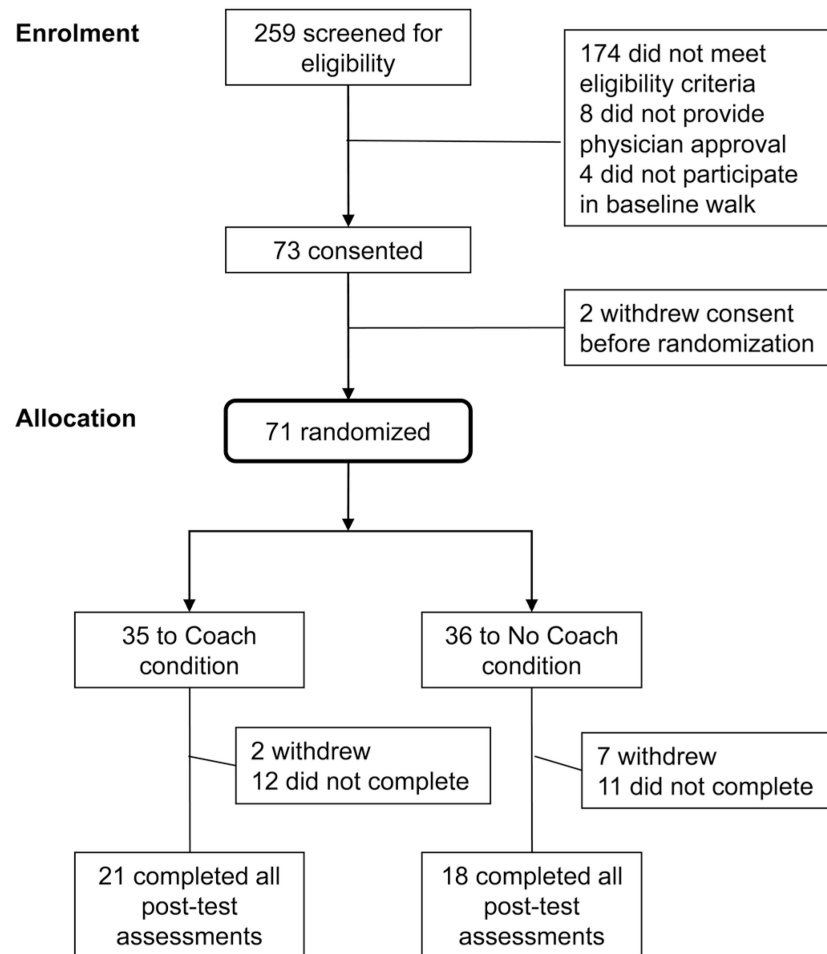 Enrolment
259 screened for
eligibility
174 did not meet
eligibility criteria
8 did not provide
physician approval
4 did not participate
in baseline walk
73 consented
2 withdrew consent
before randomization
Allocation
71 randomized
35 to Coach
condition
36 to No Coach
condition
2 withdrew
12 did not complete
7 withdrew
11 did not complete
21 completed all
post-test
assessments
18 completed all
post-test
assessments